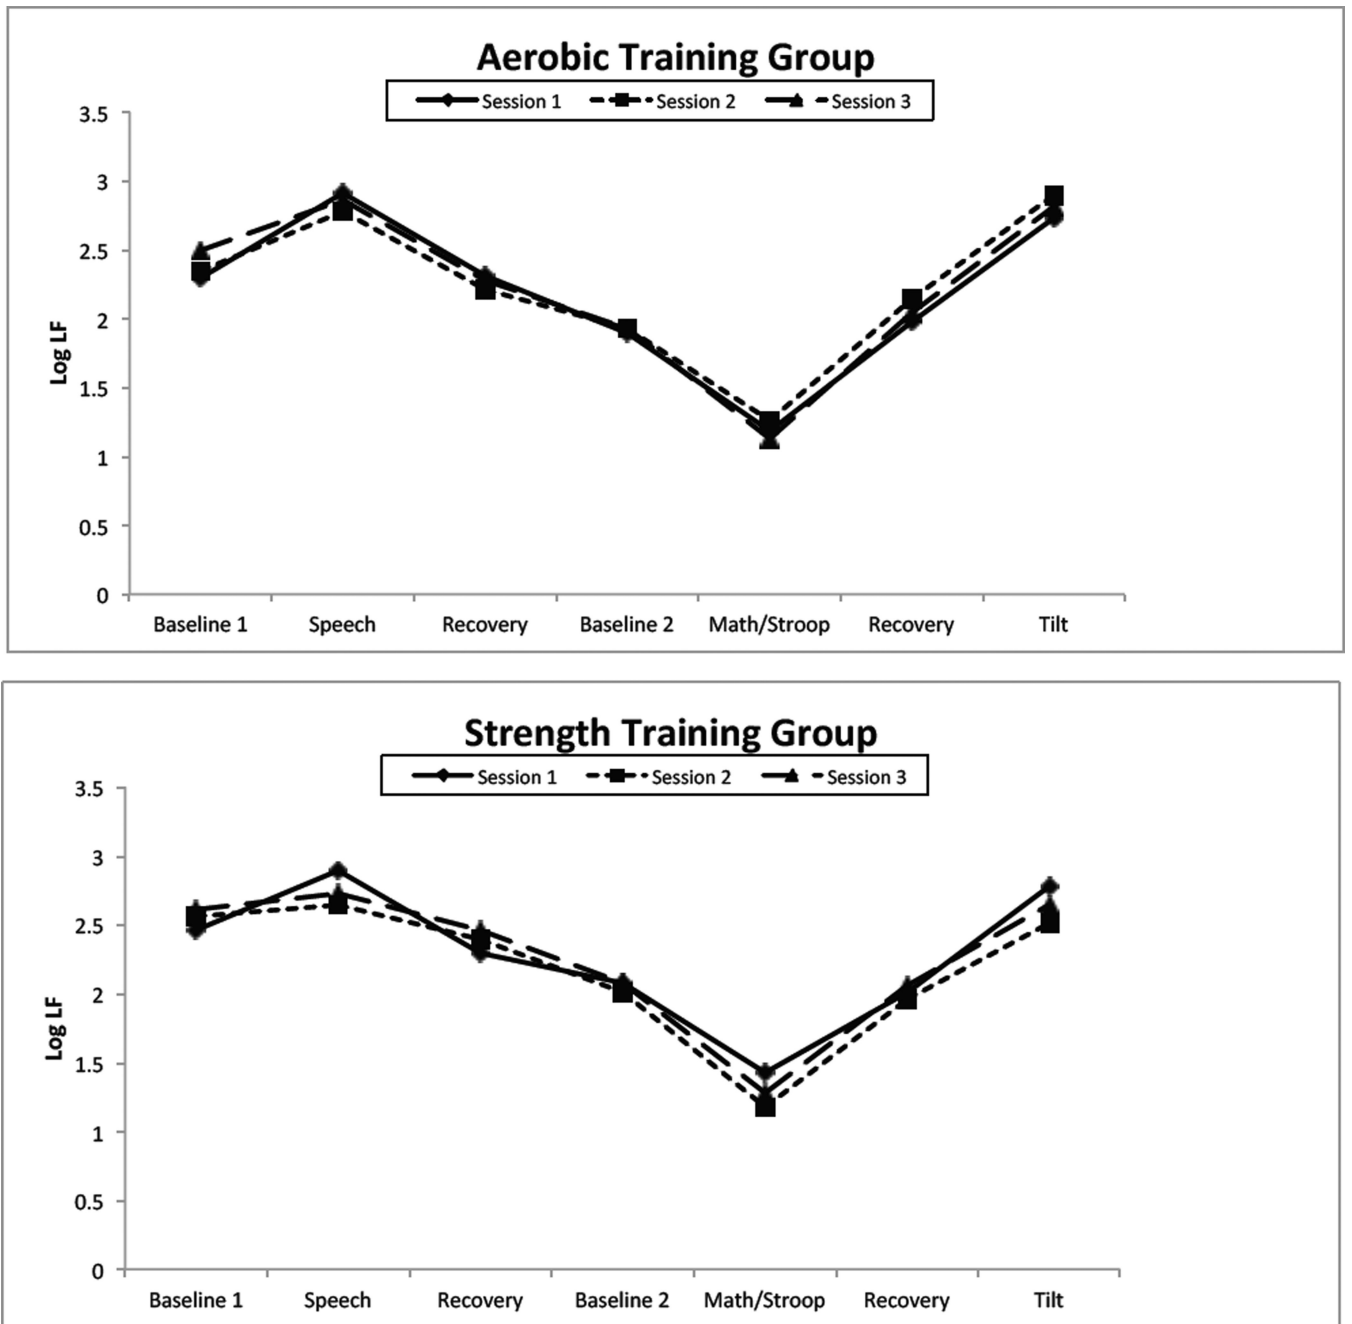 Aerobic Training Group
Session 1 Session 2 Session 3
3.5
3
2.5
2
1.5
1
0.5
0
Log LF
Baseline 1 Speech Recovery Baseline 2 Math/Stroop Recovery Tilt
Strength Training Group
Session 1 Session 2 Session 3
3.5
3
2.5
2
1.5
1
0.5
0
Log LF
Baseline 1 Speech Recovery Baseline 2 Math/Stroop Recovery Tilt